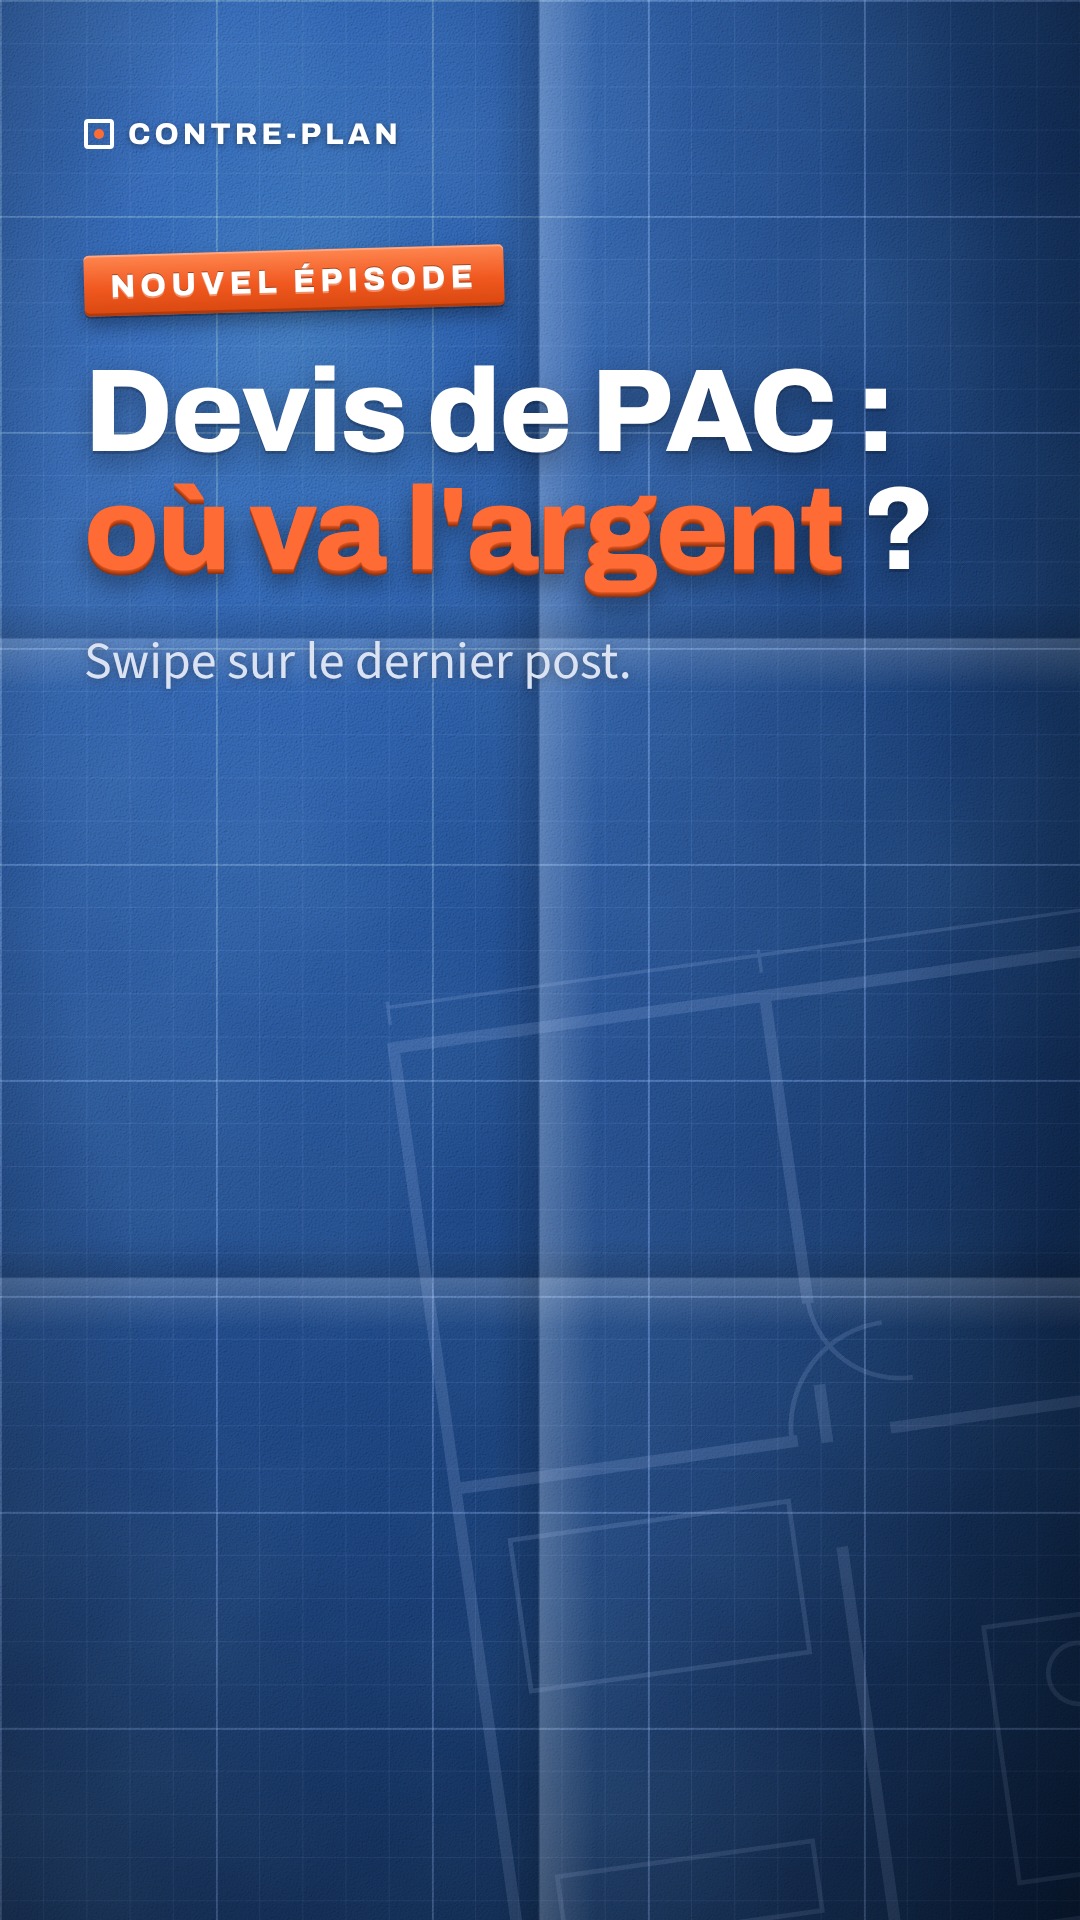 CONTRE-PLAN
NOUVEL ÉPISODE
Devis de PAC :
où va l'argent ?
Swipe sur le dernier post.